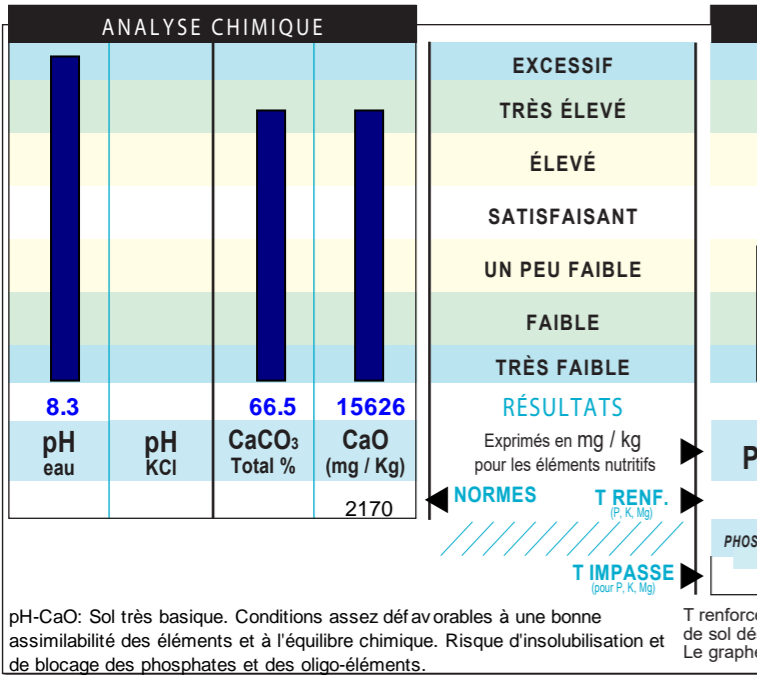 ANALYSE CHIMIQUE
EXCESSIF
TRÈS ÉLEVÉ
ÉLEVÉ
SATISFAISANT
UN PEU FAIBLE
FAIBLE
TRÈS FAIBLE
8.3 66.5 15626 RÉSULTATS
pH eau
pH KCl
CaCO3 Total %
CaO (mg / Kg)
Exprimés en mg / kg
pour les éléments nutritifs
P
2170
NORMES T RENF.
(P, K, Mg)
PHOS
T IMPASSE
(pour P, K, Mg)
pH-CaO: Sol très basique. Conditions assez défavorables à une bonne
assimilabilité des éléments et à l'équilibre chimique. Risque d'insolubilisation et
de blocage des phosphates et des oligo-éléments.
T renforcé
de sol dés
Le graphe